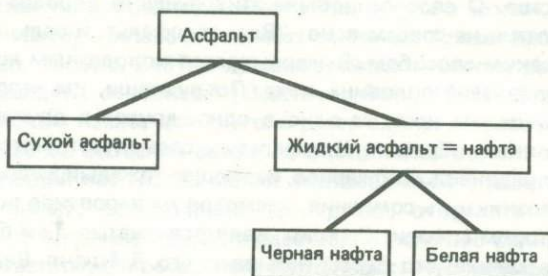 Асфальт
Сухой асфальт
Жидкий асфальт = нафта
Черная нафта
Белая нафта